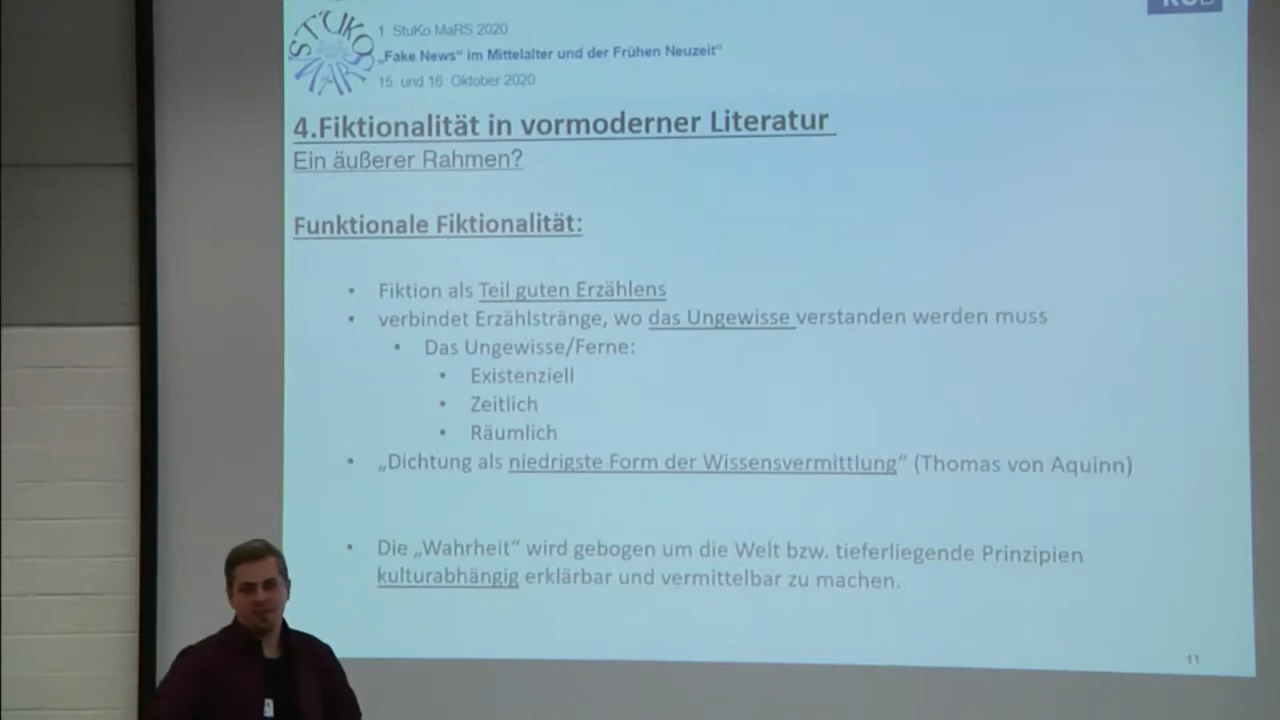 STUKO
MARS
1 StuKo MaRS 2020
„Fake News“ im Mittelalter und der Frühen Neuzeit“
15 und 16 Oktober 2020
RUB
4.Fiktionalität in vormoderner Literatur
Ein äußerer Rahmen?
Funktionale Fiktionalität:
• Fiktion als Teil guten Erzählens
• verbindet Erzählstränge, wo das Ungewisse verstanden werden muss
• Das Ungewisse/Ferne:
• Existenziell
• Zeitlich
• Räumlich
• „Dichtung als niedrigste Form der Wissensvermittlung“ (Thomas von Aquinn)
• Die „Wahrheit“ wird gebogen um die Welt bzw. tieferliegende Prinzipien
kulturabhängig erklärbar und vermittelbar zu machen.
11